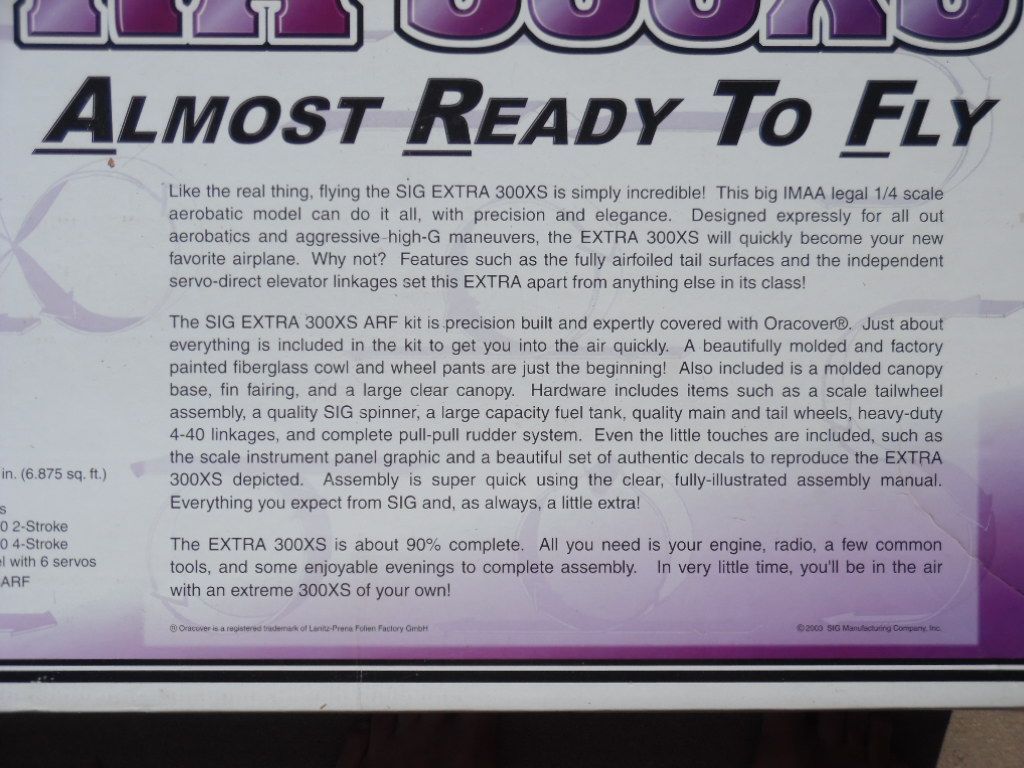 ALMOST READY TO FLY
Like the real thing, flying the SIG EXTRA 300XS is simply incredible! This big IMAA legal 1/4 scale
aerobatic model can do it all, with precision and elegance. Designed expressly for all out
aerobatics and aggressive high-G maneuvers, the EXTRA 300XS will quickly become your new
favorite airplane. Why not? Features such as the fully airfoiled tail surfaces and the independent
servo-direct elevator linkages set this EXTRA apart from anything else in its class!
The SIG EXTRA 300XS ARF kit is precision built and expertly covered with Oracover®. Just about
everything is included in the kit to get you into the air quickly. A beautifully molded and factory
painted fiberglass cowl and wheel pants are just the beginning! Also included is a molded canopy
base, fin fairing, and a large clear canopy. Hardware includes items such as a scale tailwheel
assembly, a quality SIG spinner, a large capacity fuel tank, quality main and tail wheels, heavy-duty
4-40 linkages, and complete pull-pull rudder system. Even the little touches are included, such as
the scale instrument panel graphic and a beautiful set of authentic decals to reproduce the EXTRA
300XS depicted. Assembly is super quick using the clear, fully-illustrated assembly manual.
Everything you expect from SIG and, as always, a little extra!
The EXTRA 300XS is about 90% complete. All you need is your engine, radio, a few common
tools, and some enjoyable evenings to complete assembly. In very little time, you'll be in the air
with an extreme 300XS of your own!
® Oracover is a registered trademark of Lanitz-Prena Folien Factory GmbH
© 2003 SIG Manufacturing Company, Inc.
in. (6.875 sq. ft.)
s
0 2-Stroke
0 4-Stroke
el with 6 servos
ARF